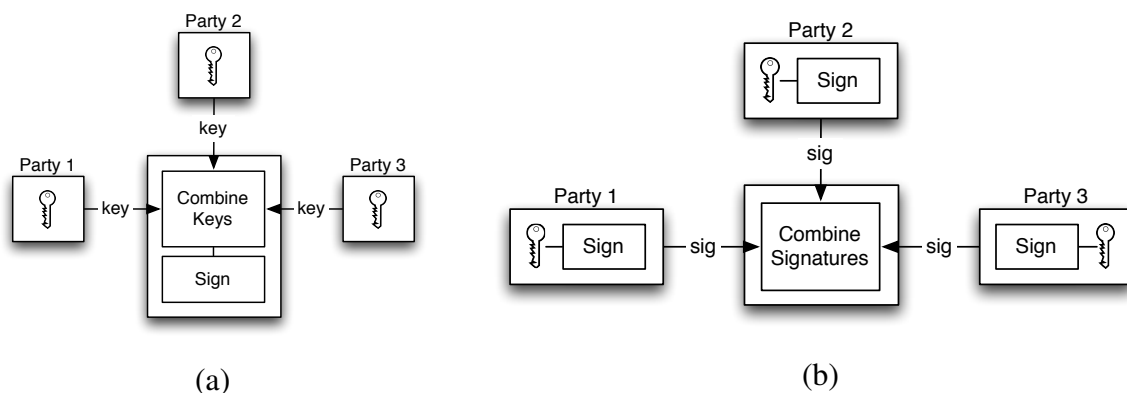 Party 2
key
Party 1
key
Combine
Keys
Sign
Party 3
key
(a)
Party 2
Sign
sig
Party 1
Sign
sig
Combine
Signatures
Party 3
sig
Sign
(b)